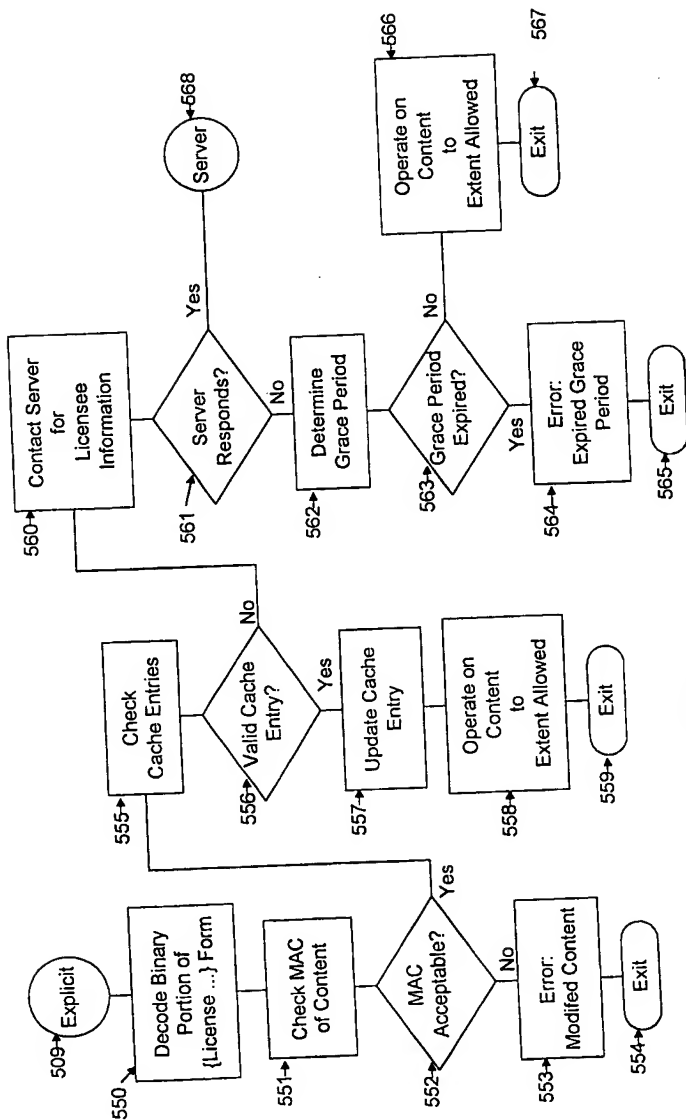 509
Explicit
550
Decode Binary
Portion of
{License ...} Form
551
Check MAC
of Content
552
MAC
Acceptable?
Yes
No
553
Error:
Modifed Content
554
Exit
555
Check
Cache Entries
556
Valid Cache
Entry?
No
Yes
557
Update Cache
Entry
558
Operate on
Content
to
Extent Allowed
559
Exit
560
Contact Server
for
Licensee
Information
561
Server
Responds?
Yes
No
568
Server
562
Determine
Grace Period
563
Grace Period
Expired?
No
Yes
564
Error:
Expired Grace
Period
565
Exit
566
Operate on
Content
to
Extent Allowed
567
Exit